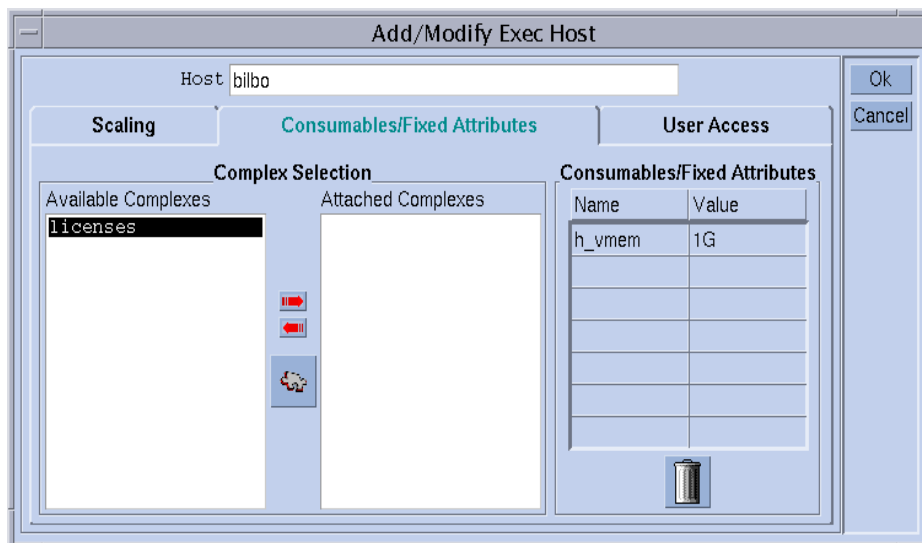 Add/Modify Exec Host
Host bilbo
Ok
Cancel
Scaling
Consumables/Fixed Attributes
User Access
Complex Selection
Available Complexes
licenses
Attached Complexes
Consumables/Fixed Attributes
Name Value
h_vmem 1G